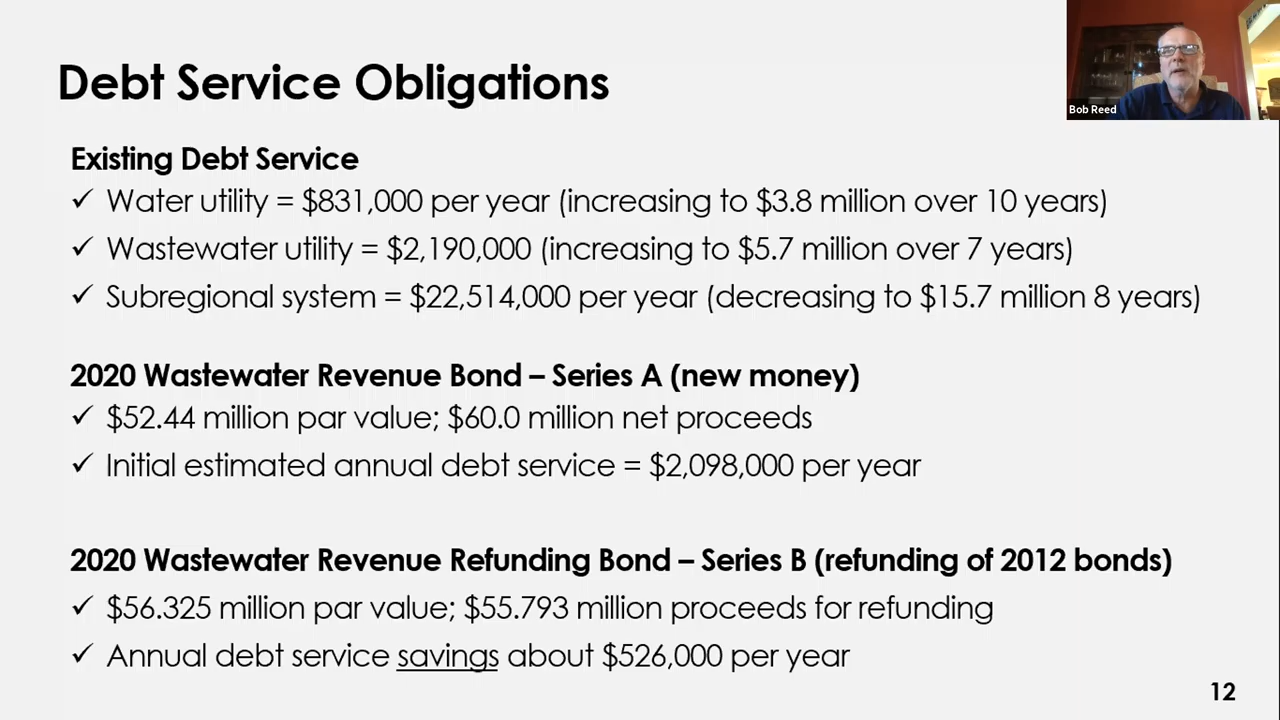 Debt Service Obligations
Bob Reed
Existing Debt Service
✓ Water utility = $831,000 per year (increasing to $3.8 million over 10 years)
✓ Wastewater utility = $2,190,000 (increasing to $5.7 million over 7 years)
✓ Subregional system = $22,514,000 per year (decreasing to $15.7 million 8 years)
2020 Wastewater Revenue Bond – Series A (new money)
✓ $52.44 million par value; $60.0 million net proceeds
✓ Initial estimated annual debt service = $2,098,000 per year
2020 Wastewater Revenue Refunding Bond – Series B (refunding of 2012 bonds)
✓ $56.325 million par value; $55.793 million proceeds for refunding
✓ Annual debt service savings about $526,000 per year
12